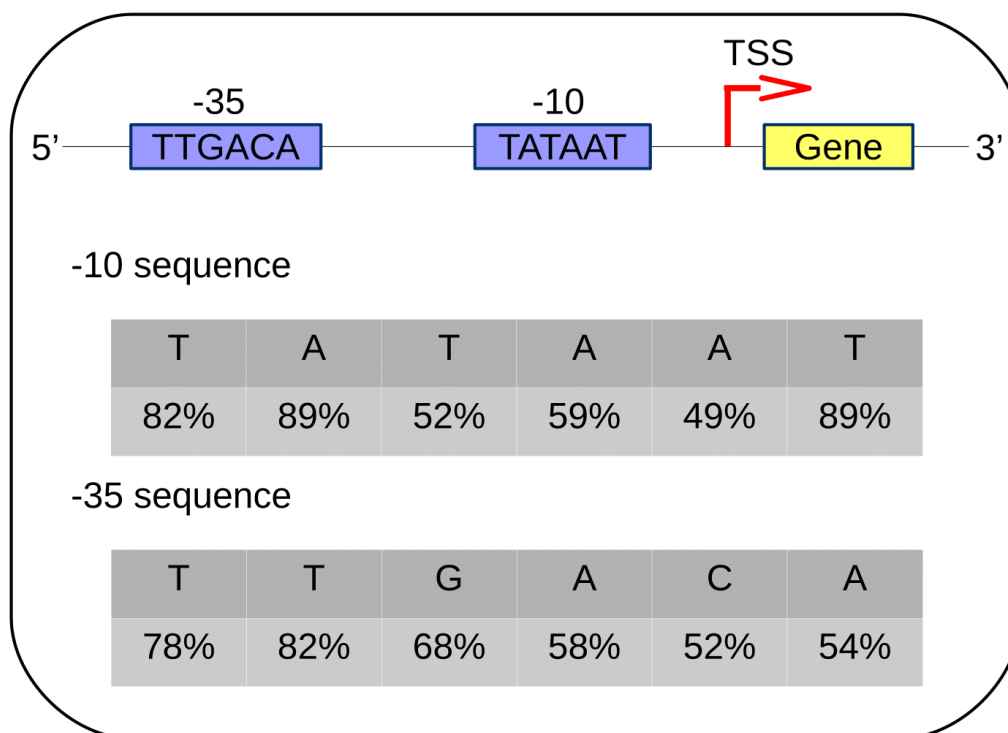 TSS
-35 -10
5’ TTGACA TATAAT Gene 3’
-10 sequence
T A T A A T
82% 89% 52% 59% 49% 89%
-35 sequence
T T G A C A
78% 82% 68% 58% 52% 54%